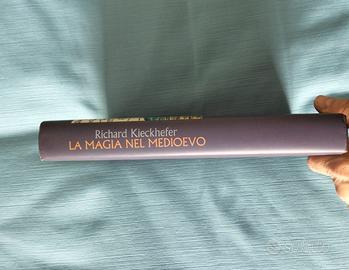 Richard Kieckhefer
LA MAGIA NEL MEDIOEVO